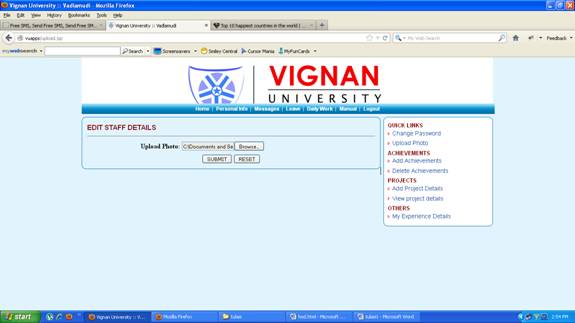 Vignan University :: Vadlamudi - Mozilla Firefox
File Edit View History Bookmarks Tools Help
Free SMS, Send Free SMS, Send Free SM... Vignan University :: Vadlamudi Top 10 happiest countries in the world |
vuapps/upload.jsp My Web Search Feedback
mywebsearch Search Screensavers Smiley Central Cursor Mania MyFunCards
VIGNAN
UNIVERSITY
Home | Personal Info | Messages | Leave | Daily Work | Manual | Logout
EDIT STAFF DETAILS
Upload Photo: C:\Documents and Se Browse..
SUBMIT RESET
QUICK LINKS
Change Password
Upload Photo
ACHIEVEMENTS
Add Achievements
Delete Achievements
PROJECTS
Add Project Details
View project details
OTHERS
My Experience Details
start Vignan University :: V... Mozilla Firefox hod.html - Microsoft ... - Microsoft Word 2:54 PM